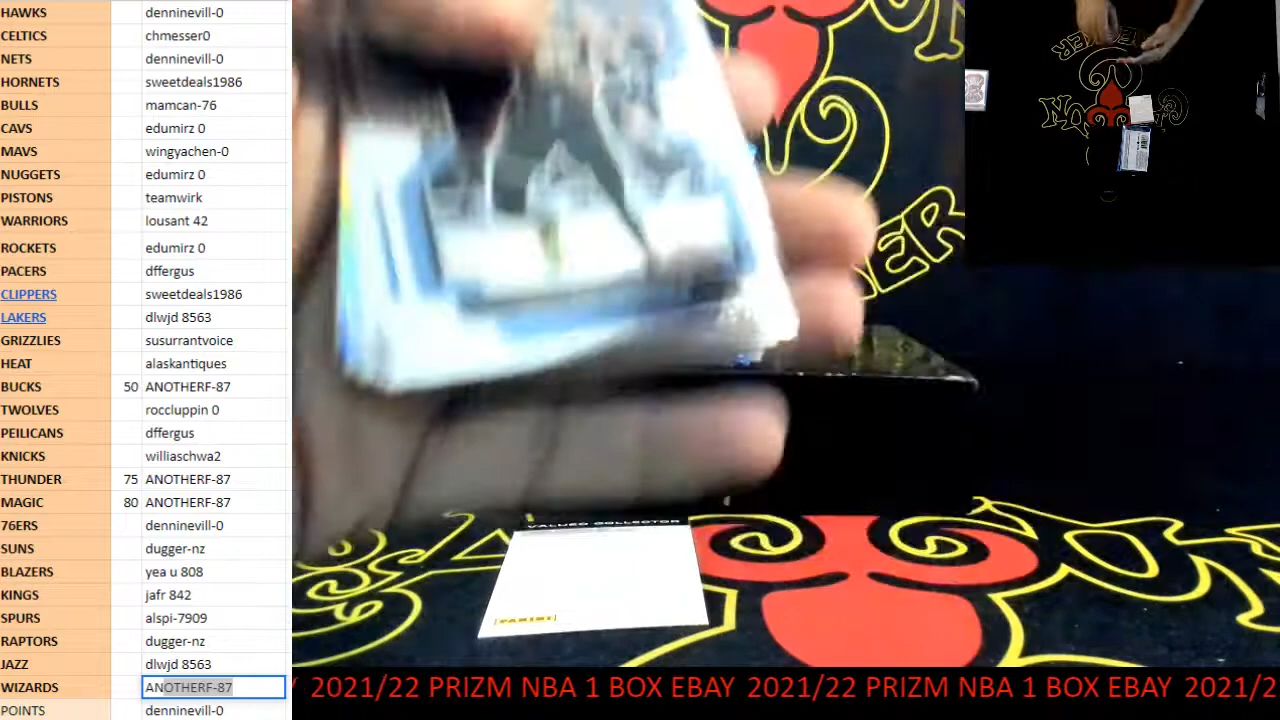 HAWKS denninevill-0
CELTICS chmesser0
NETS denninevill-0
HORNETS sweetdeals1986
BULLS mamcan-76
CAVS edumirz 0
MAVS wingyachen-0
NUGGETS edumirz 0
PISTONS teamwirk
WARRIORS lousant 42
ROCKETS edumirz 0
PACERS dffergus
CLIPPERS sweetdeals1986
LAKERS dlwjd 8563
GRIZZLIES susurrantvoice
HEAT alaskantiques
BUCKS 50 ANOTHERF-87
TWOLVES roccluppin 0
PEILICANS dffergus
KNICKS williaschwa2
THUNDER 75 ANOTHERF-87
MAGIC 80 ANOTHERF-87
76ERS denninevill-0
SUNS dugger-nz
BLAZERS yea u 808
KINGS jafr 842
SPURS alspi-7909
RAPTORS dugger-nz
JAZZ dlwjd 8563
WIZARDS ANOTHERF-87
POINTS denninevill-0
VALUED COLLECTOR
PANINI
Y 2021/22 PRIZM NBA 1 BOX EBAY 2021/22 PRIZM NBA 1 BOX EBAY 2021/2